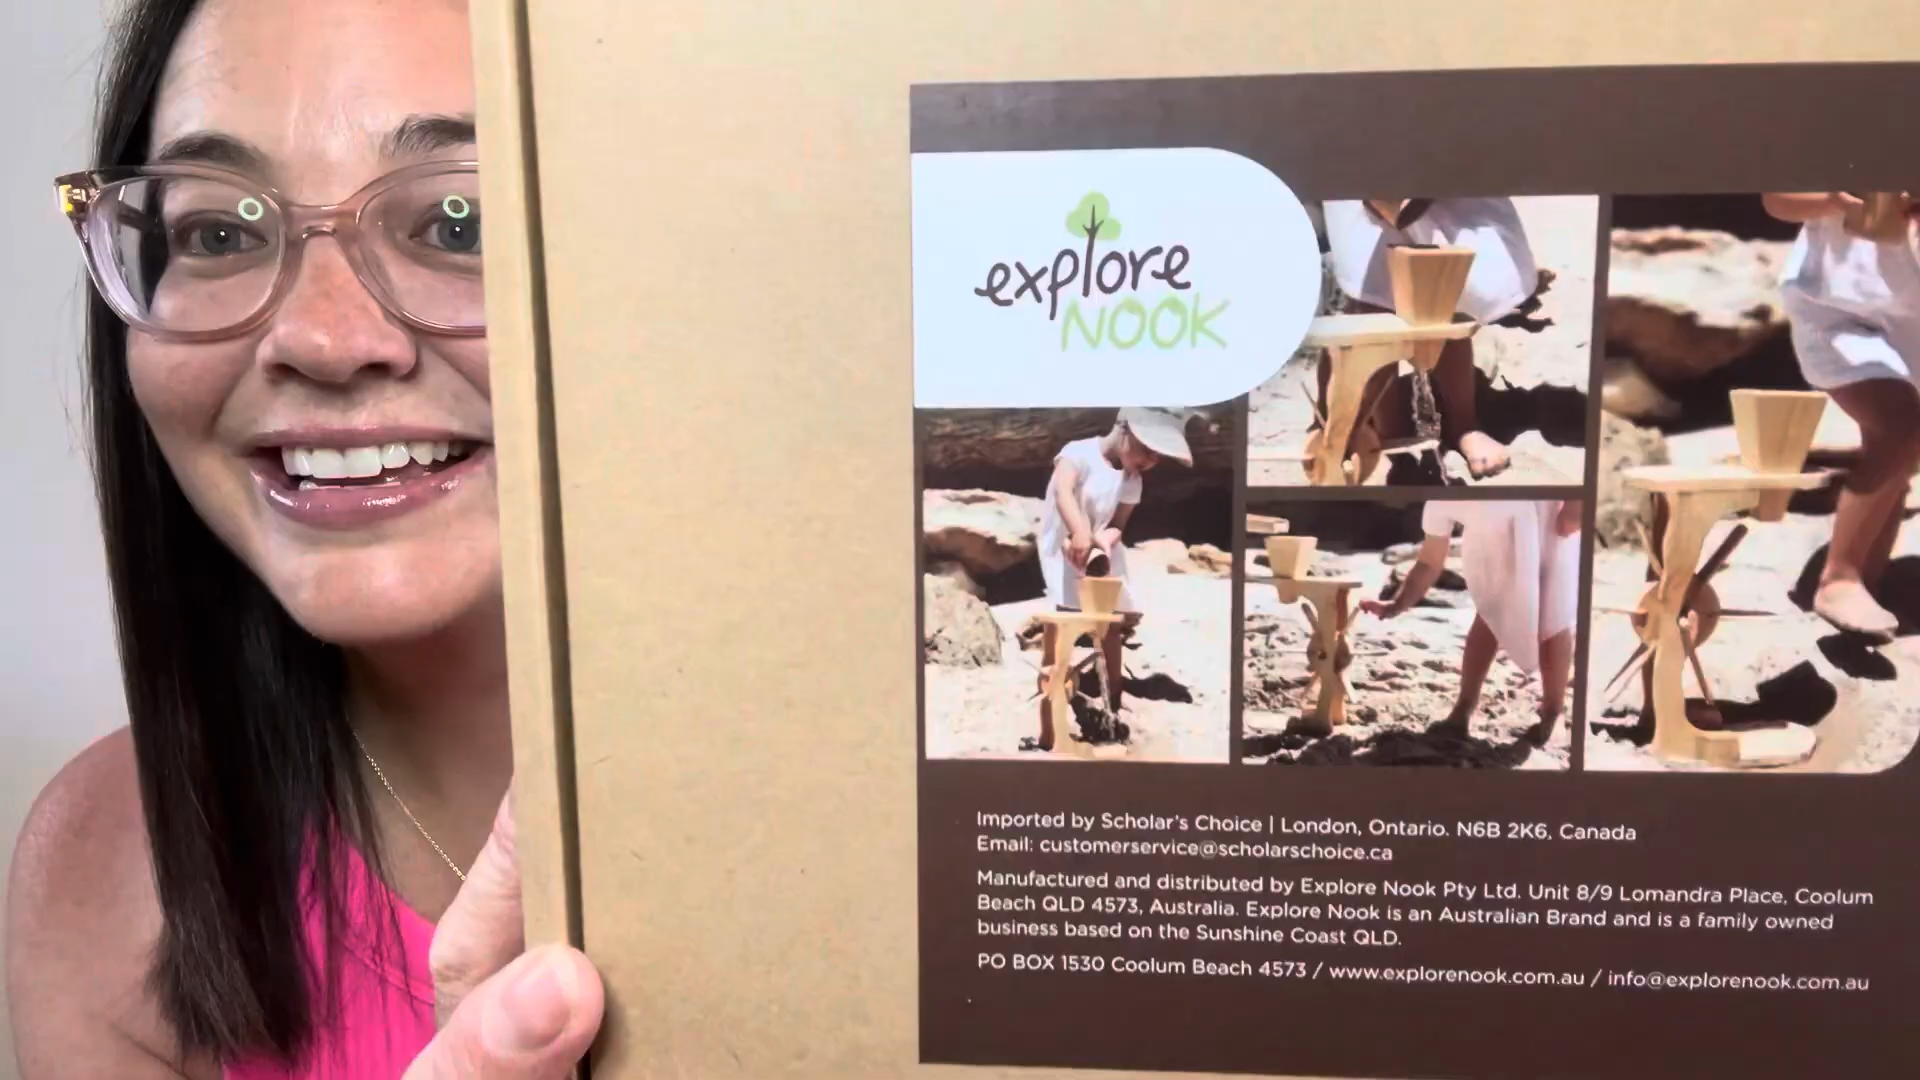 explore
NOOK
Imported by Scholar's Choice | London, Ontario. N6B 2K6, Canada
Email: customerservice@scholarschoice.ca
Manufactured and distributed by Explore Nook Pty Ltd. Unit 8/9 Lomandra Place, Coolum
Beach QLD 4573, Australia. Explore Nook is an Australian Brand and is a family owned
business based on the Sunshine Coast QLD.
PO BOX 1530 Coolum Beach 4573 / www.explorenook.com.au / info@explorenook.com.au